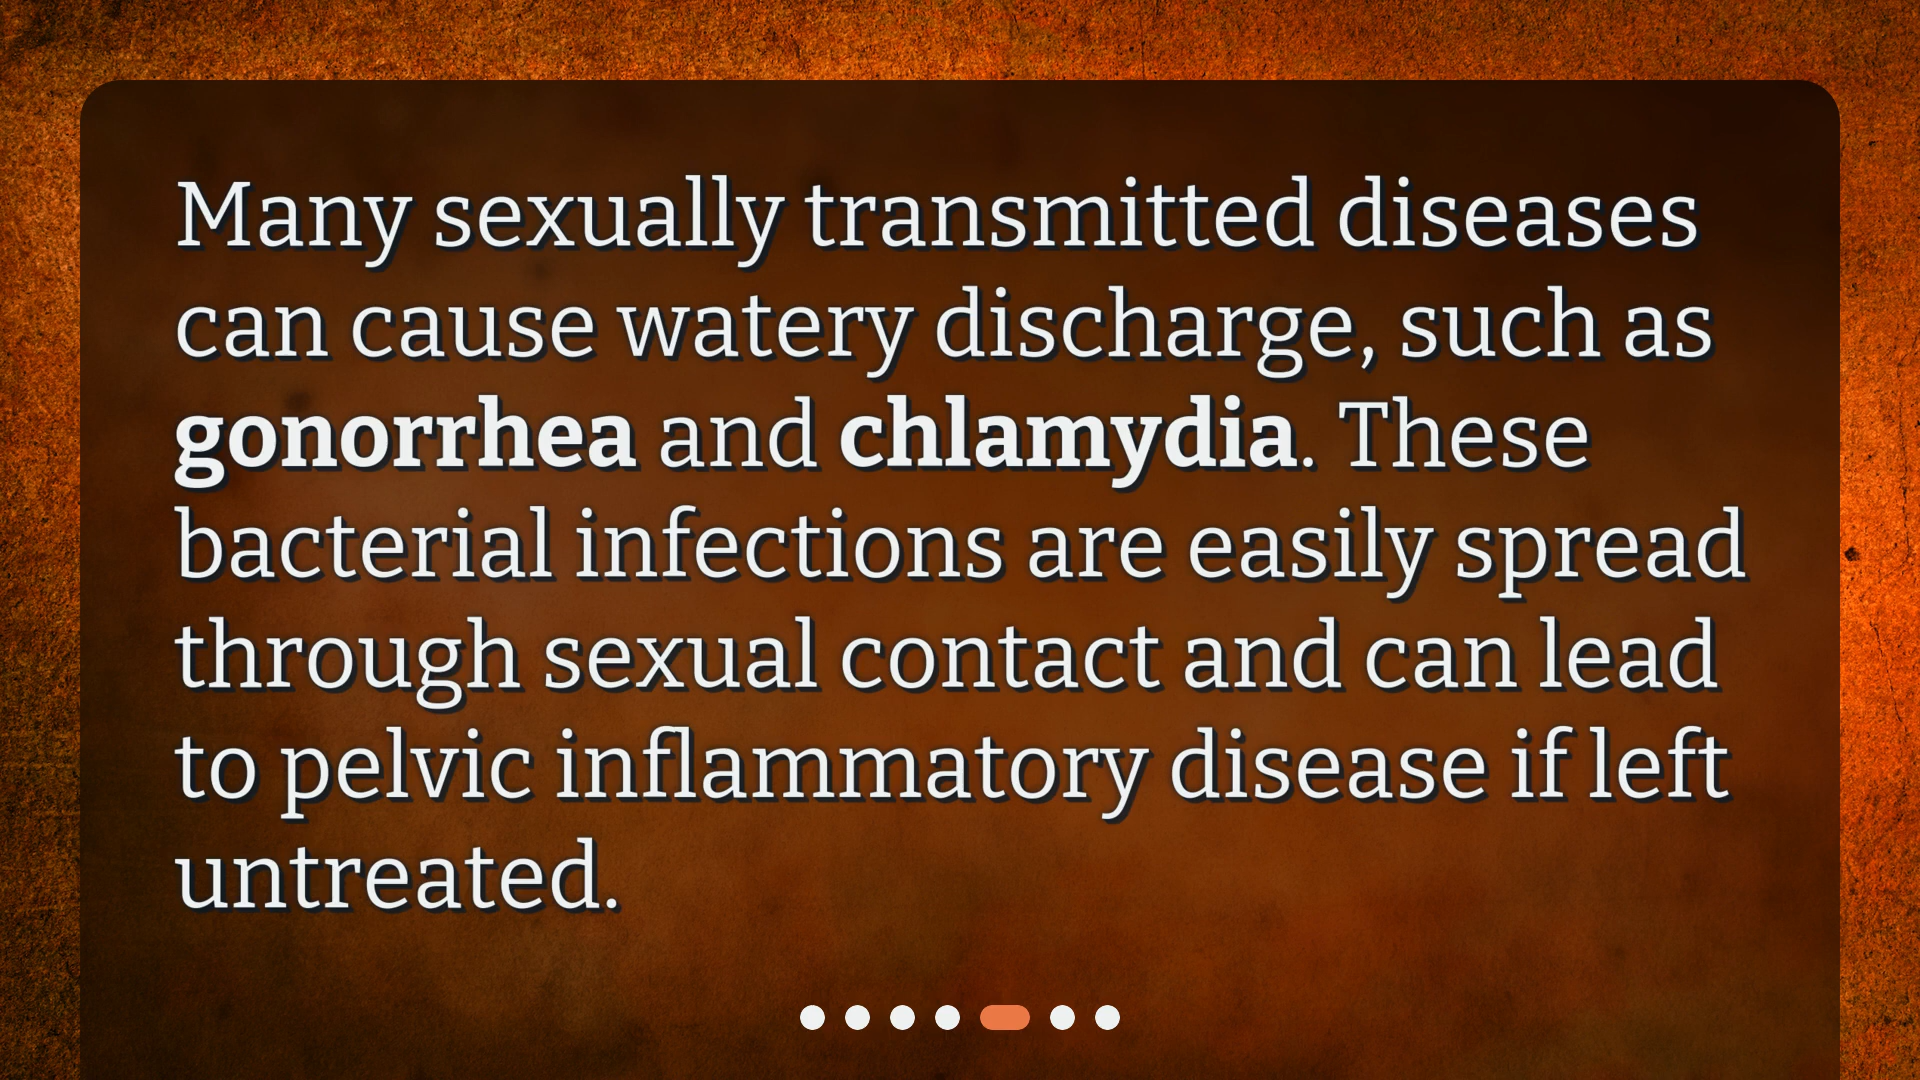 Many sexually transmitted diseases
can cause watery discharge, such as
gonorrhea and chlamydia. These
bacterial infections are easily spread
through sexual contact and can lead
to pelvic inflammatory disease if left
untreated.